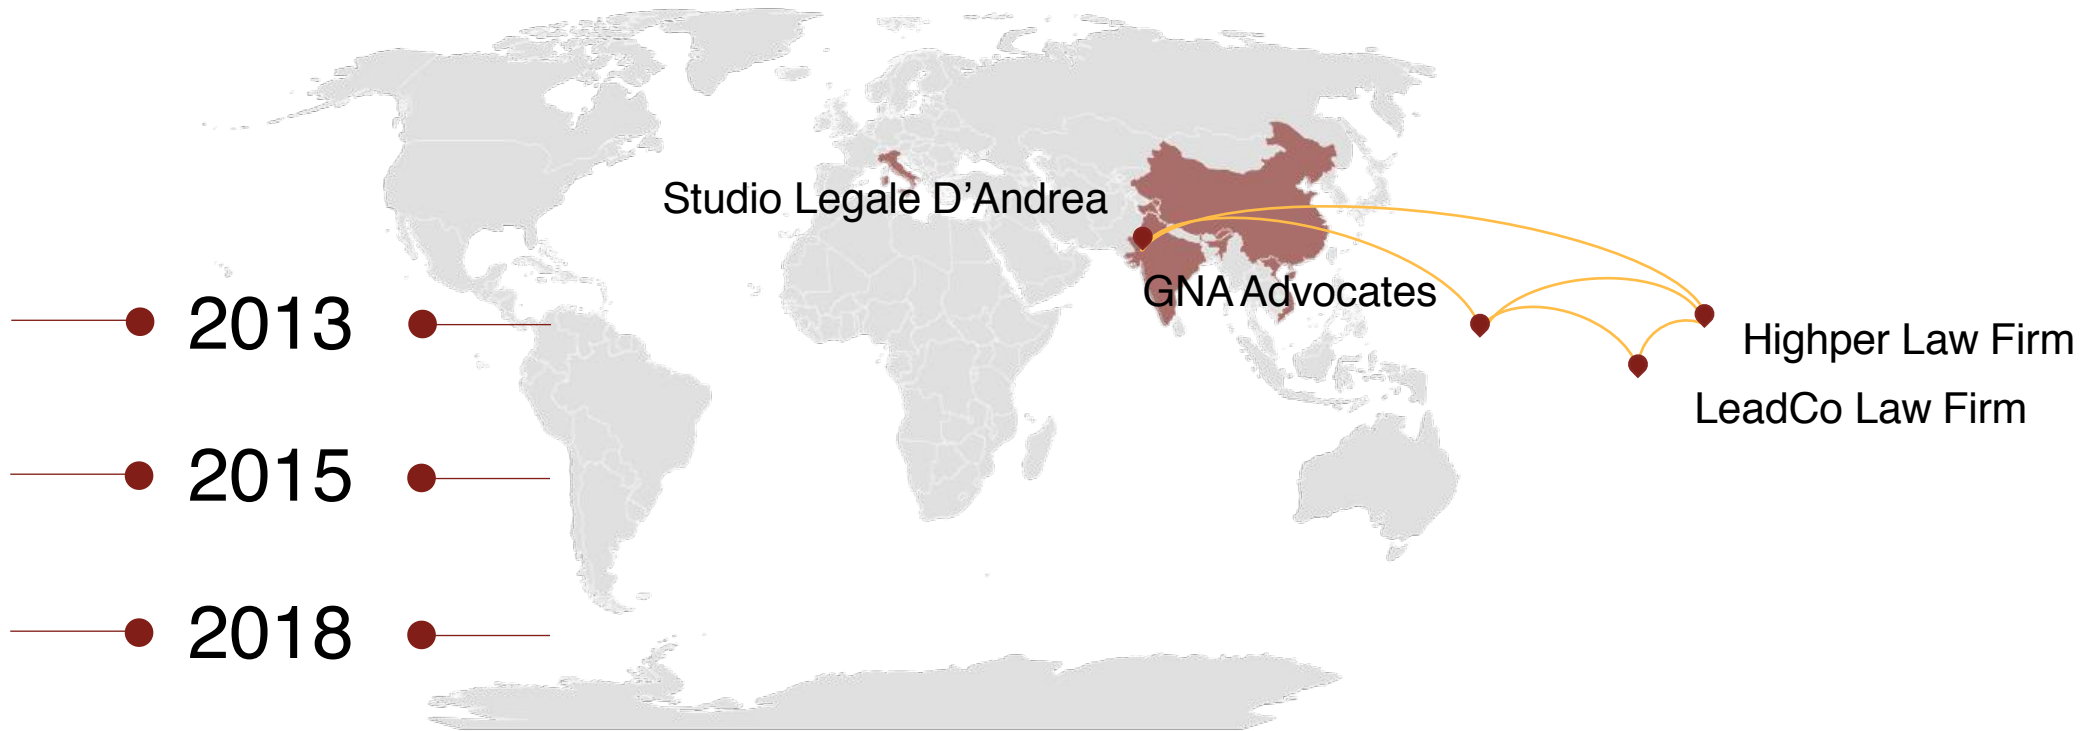 Studio Legale D’Andrea
GNA Advocates
2013
Highper Law Firm
LeadCo Law Firm
2015
2018